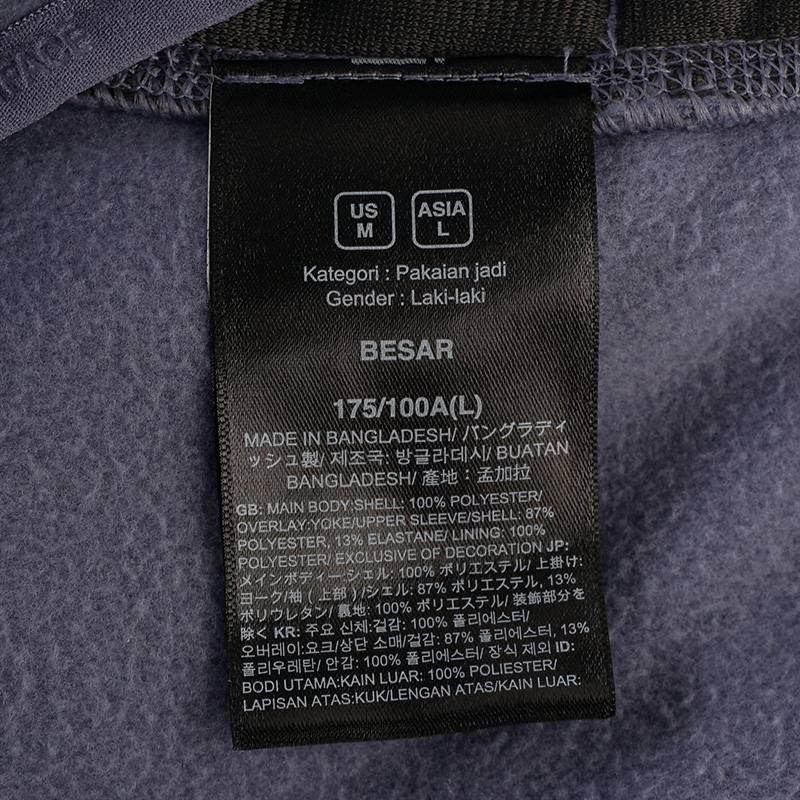 FACE
US
M
ASIA
L
Kategori : Pakaian jadi
Gender : Laki-laki
BESAR
175/100A(L)
MADE IN BANGLADESH/ バングラディ
ッシュ製/ 제조국: 방글라데시/ BUATAN
BANGLADESH/ 產地：孟加拉
GB: MAIN BODY:SHELL: 100% POLYESTER/
OVERLAY:YOKE/UPPER SLEEVE/SHELL: 87%
POLYESTER, 13% ELASTANE/ LINING: 100%
POLYESTER/ EXCLUSIVE OF DECORATION JP:
メインボディーシェル: 100% ポリエステル/ 上掛け:
ヨーク/袖 ( 上部 ) /シェル: 87% ポリエステル, 13%
ポリウレタン/ 裏地: 100% ポリエステル/ 装飾部分を
除く KR: 주요 신체:겉감: 100% 폴리에스터/
오버레이:요크/상단 소매/겉감: 87% 폴리에스터, 13%
폴리우레탄/ 안감: 100% 폴리에스터/ 장식 제외 ID:
BODI UTAMA:KAIN LUAR: 100% POLIESTER/
LAPISAN ATAS:KUK/LENGAN ATAS/KAIN LUAR: